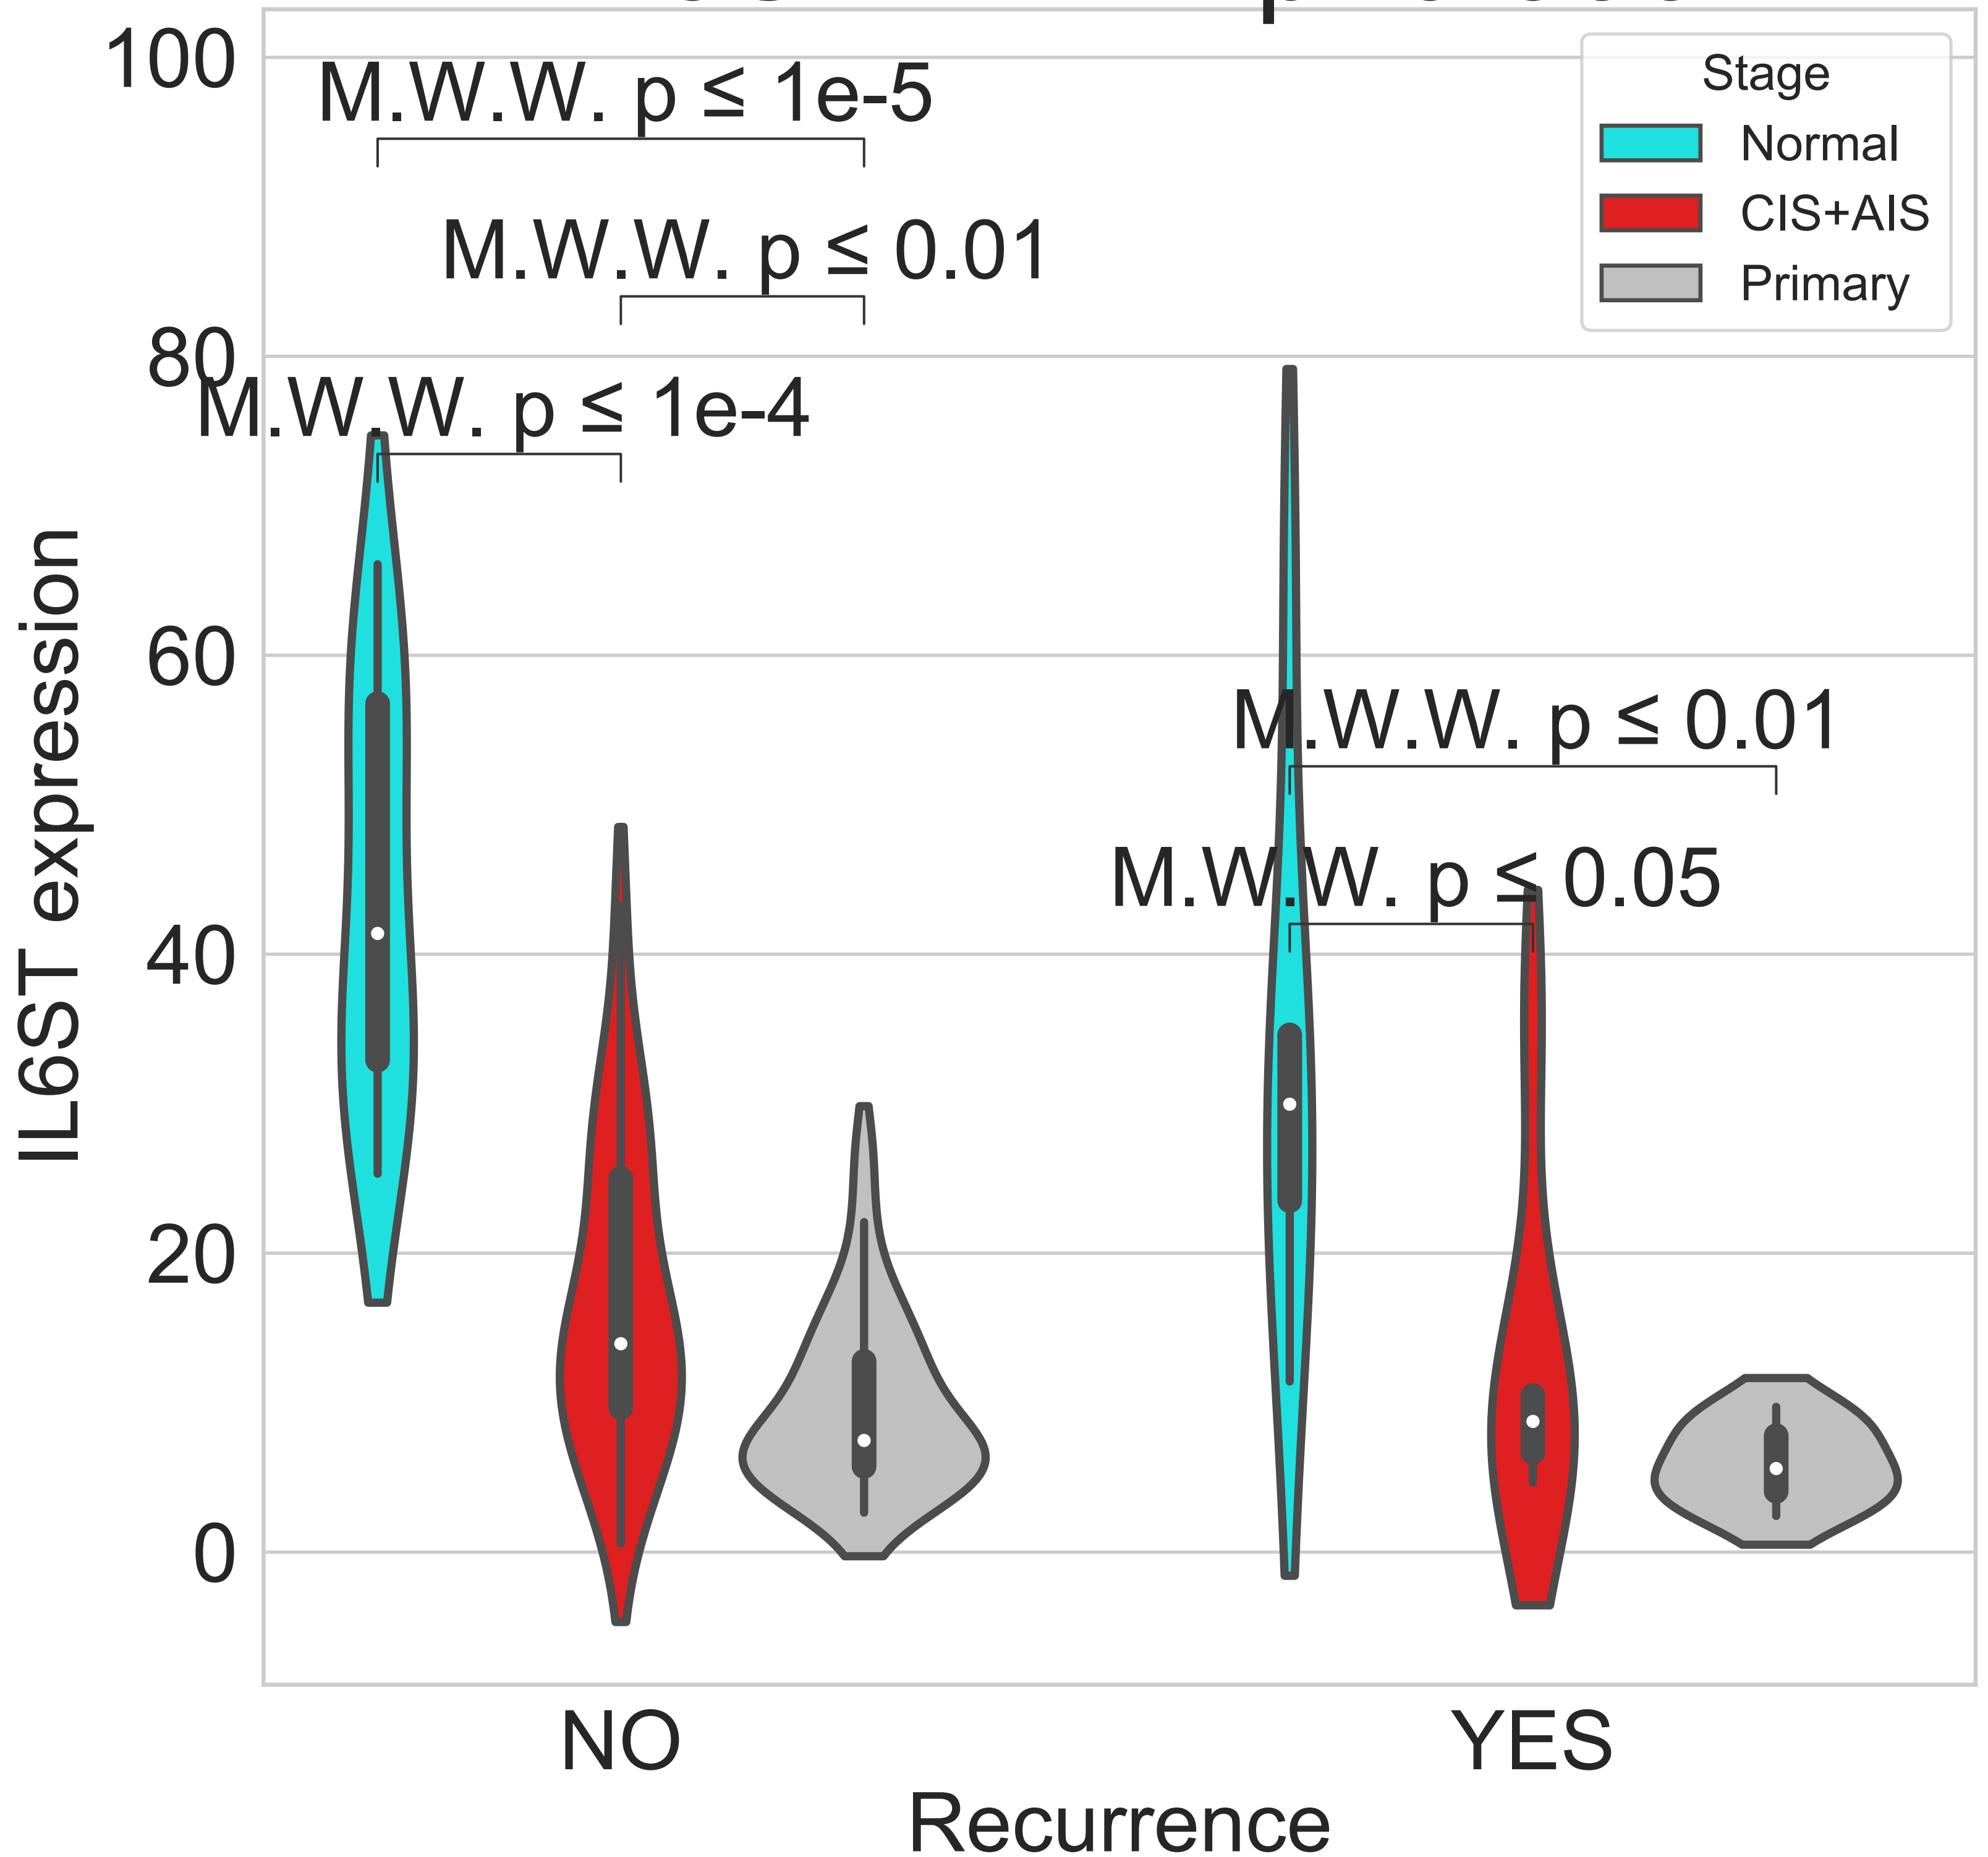 100
80
60
40
20
0
IL6ST expression
M.W.W. p ≤ 1e-5
M.W.W. p ≤ 0.01
M.W.W. p ≤ 1e-4
M.W.W. p ≤ 0.01
M.W.W. p ≤ 0.05
Stage
Normal
CIS+AIS
Primary
NO
YES
Recurrence